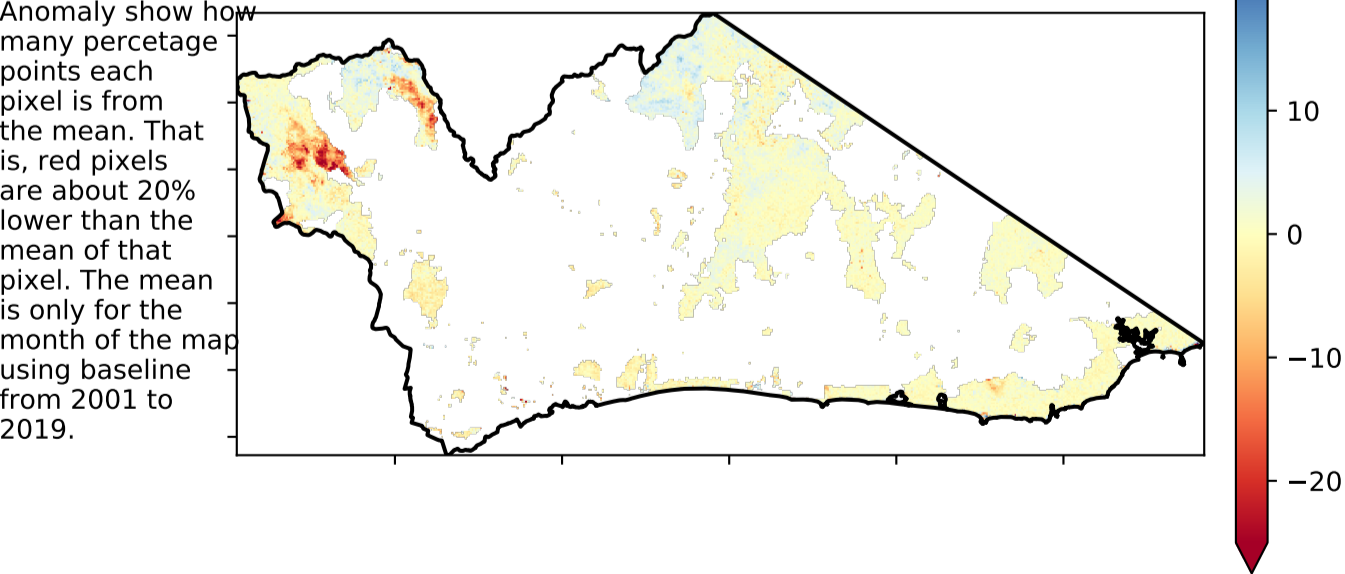 Anomaly show how
many percetage
points each
pixel is from
the mean. That
is, red pixels
are about 20%
lower than the
mean of that
pixel. The mean
is only for the
month of the map
using baseline
from 2001 to
2019.
10
0
−10
−20